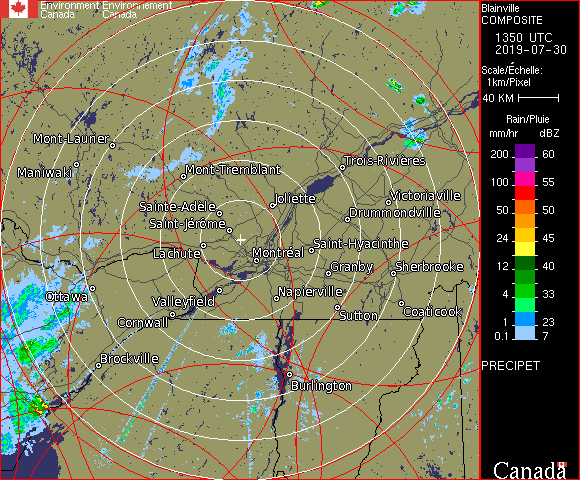 Environment Environnement
Canada Canada
Blainville
COMPOSITE
1350 UTC
2019-07-30
Scale/Échelle:
1km/Pixel
40 KM
Rain/Pluie
mm/hr dBZ
200 60
100 55
50 50
24 45
12 40
4 33
1 23
0.1 7
PRECIPET
Canada
Mont-Laurier
Maniwaki
Mont-Tremblant
Trois-Rivières
Joliette
Victoriaville
Sainte-Adele
Drummondville
Saint-Jérôme
Lachute
Montréal
Saint-Hyacinthe
Granby
Sherbrooke
Ottawa
Valleyfield
Napierville
Cornwall
Sutton
Coaticook
Brockville
Burlington